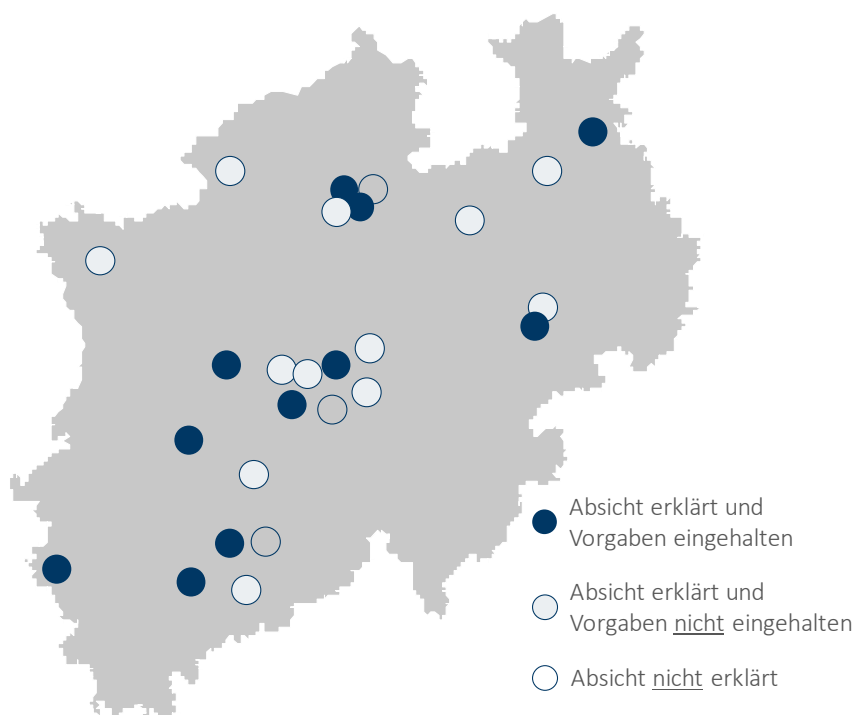 Absicht erklärt und
Vorgaben eingehalten
Absicht erklärt und
Vorgaben nicht eingehalten
Absicht nicht erklärt